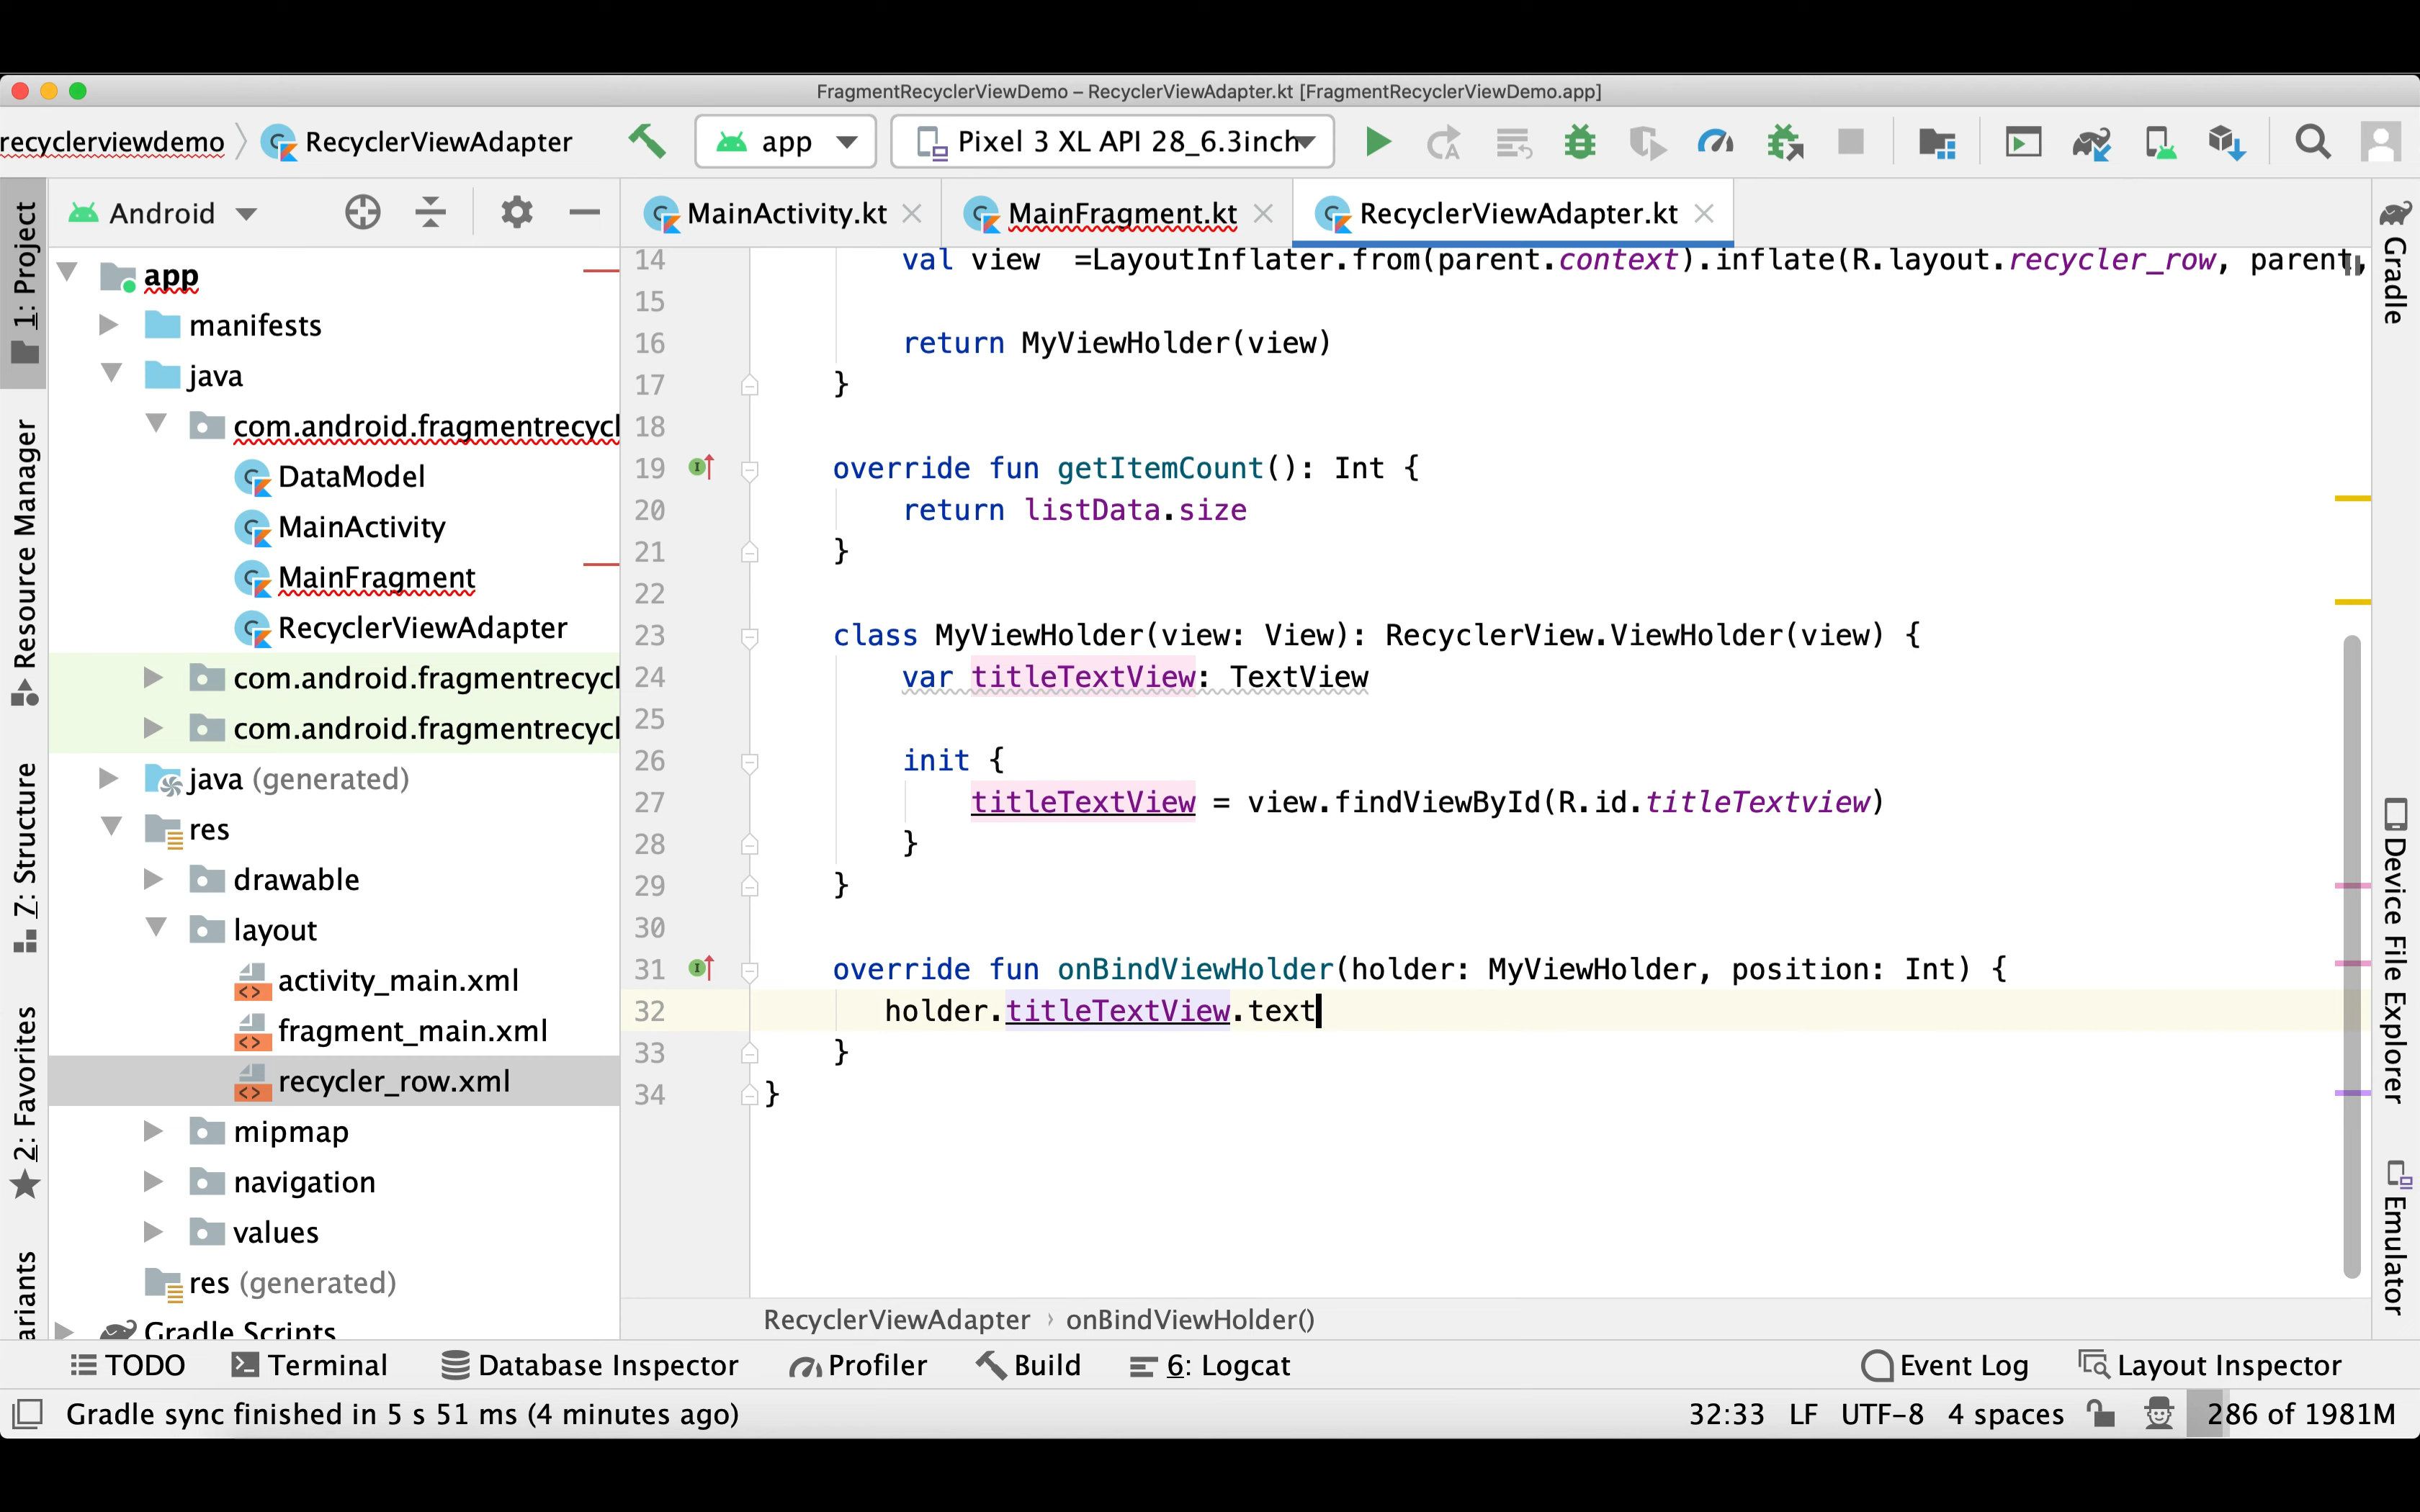 FragmentRecyclerViewDemo – RecyclerViewAdapter.kt [FragmentRecyclerViewDemo.app]
recyclerviewdemo
RecyclerViewAdapter
app
Pixel 3 XL API 28_6.3inch
Android
MainActivity.kt
MainFragment.kt
RecyclerViewAdapter.kt
1: Project
Resource Manager
7: Structure
2: Favorites
ariants
app
manifests
java
com.android.fragmentrecycl
DataModel
MainActivity
MainFragment
RecyclerViewAdapter
com.android.fragmentrecycl
com.android.fragmentrecycl
java (generated)
res
drawable
layout
activity_main.xml
fragment_main.xml
recycler_row.xml
mipmap
navigation
values
res (generated)
Gradle Scripts
14 val view =LayoutInflater.from(parent.context).inflate(R.layout.recycler_row, parent,
15
16 return MyViewHolder(view)
17 }
18
19 override fun getItemCount(): Int {
20 return listData.size
21 }
22
23 class MyViewHolder(view: View): RecyclerView.ViewHolder(view) {
24 var titleTextView: TextView
25
26 init {
27 titleTextView = view.findViewById(R.id.titleTextview)
28 }
29 }
30
31 override fun onBindViewHolder(holder: MyViewHolder, position: Int) {
32 holder.titleTextView.text
33 }
34 }
Gradle
Device File Explorer
Emulator
RecyclerViewAdapter › onBindViewHolder()
TODO
Terminal
Database Inspector
Profiler
Build
6: Logcat
Event Log
Layout Inspector
Gradle sync finished in 5 s 51 ms (4 minutes ago)
32:33 LF UTF-8 4 spaces 286 of 1981M